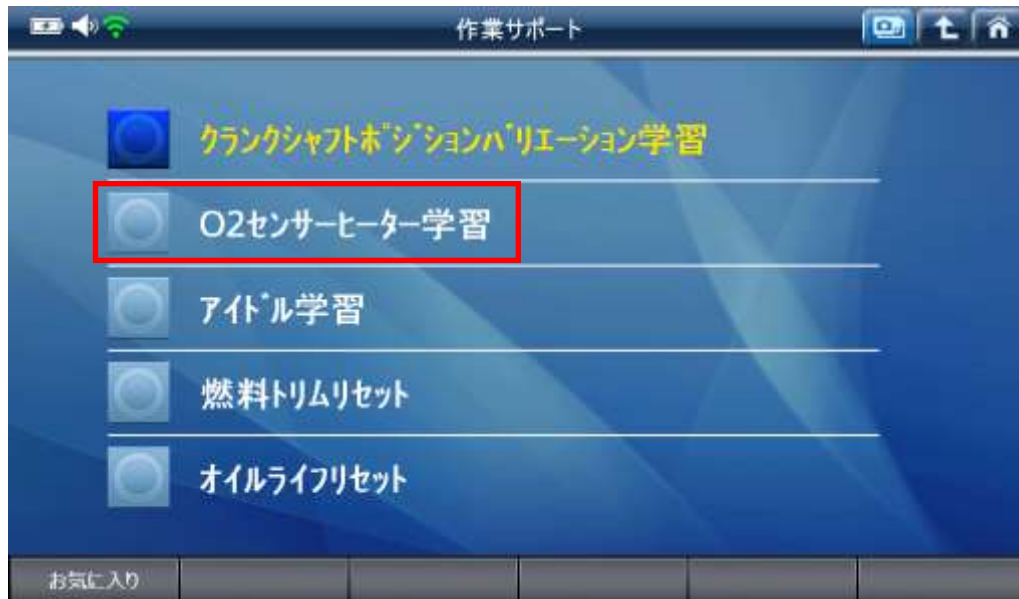 作業サポート
クランクシャフトポジションバリエーション学習
O2センサーヒーター学習
アイドル学習
燃料トリムリセット
オイルライフリセット
お気に入り